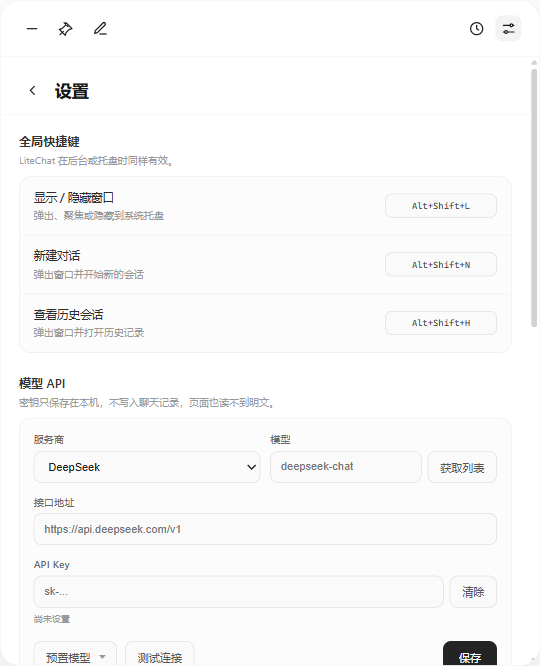 设置
全局快捷键
LiteChat 在后台或托盘时同样有效。
显示 / 隐藏窗口
Alt+Shift+L
弹出、聚焦或隐藏到系统托盘
新建对话
Alt+Shift+N
弹出窗口并开始新的会话
查看历史会话
Alt+Shift+H
弹出窗口并打开历史记录
模型 API
密钥只保存在本机，不写入聊天记录，页面也读不到明文。
服务商 模型
DeepSeek deepseek-chat 获取列表
接口地址
https://api.deepseek.com/v1
API Key
sk-... 清除
尚未设置
预置模型 测试连接 保存